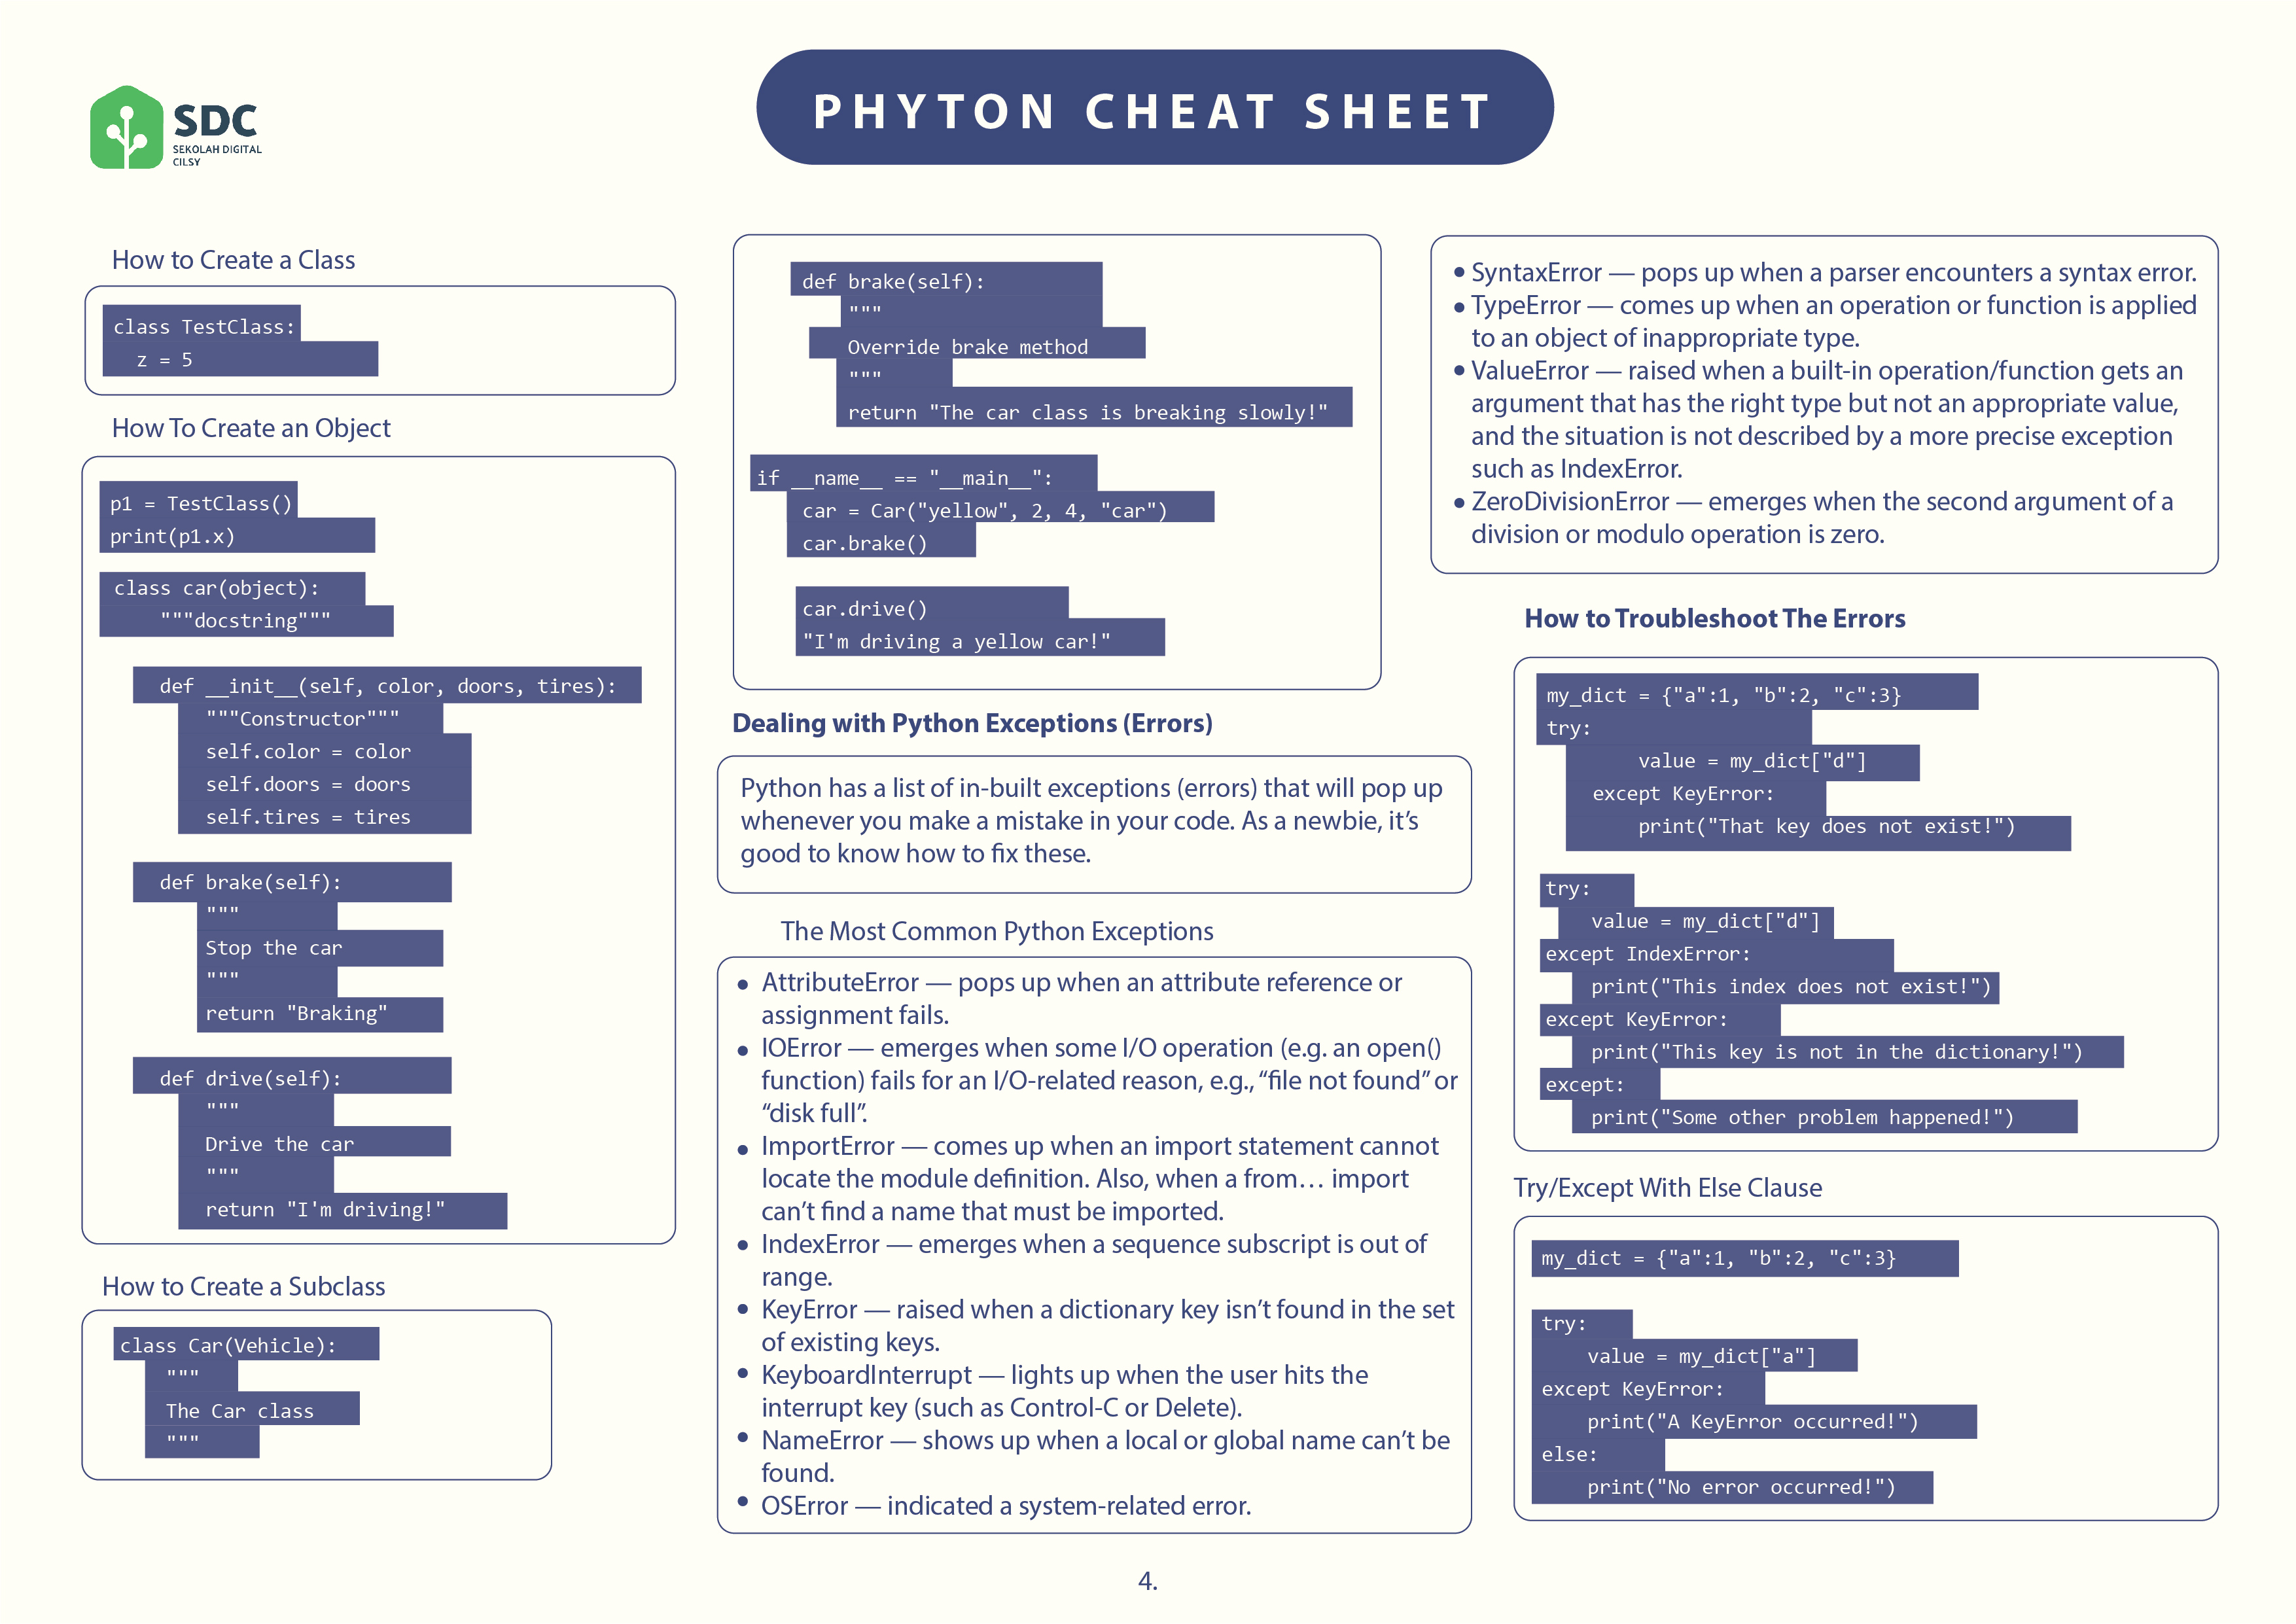 SDC
SEKOLAH DIGITAL
CILSY
PHYTON CHEAT SHEET
How to Create a Class
class TestClass:
  z = 5
How To Create an Object
p1 = TestClass()
print(p1.x)
class car(object):
    """docstring"""
    def __init__(self, color, doors, tires):
        """Constructor"""
        self.color = color
        self.doors = doors
        self.tires = tires
    def brake(self):
        """
        Stop the car
        """
        return "Braking"
    def drive(self):
        """
        Drive the car
        """
        return "I'm driving!"
How to Create a Subclass
class Car(Vehicle):
    """
    The Car class
    """
    def brake(self):
        """
        Override brake method
        """
        return "The car class is breaking slowly!"
if __name__ == "__main__":
    car = Car("yellow", 2, 4, "car")
    car.brake()
    car.drive()
    "I'm driving a yellow car!"
Dealing with Python Exceptions (Errors)
Python has a list of in-built exceptions (errors) that will pop up
whenever you make a mistake in your code. As a newbie, it’s
good to know how to fix these.
The Most Common Python Exceptions
• AttributeError — pops up when an attribute reference or
assignment fails.
• IOError — emerges when some I/O operation (e.g. an open()
function) fails for an I/O-related reason, e.g., “file not found” or
“disk full”.
• ImportError — comes up when an import statement cannot
locate the module definition. Also, when a from… import
can’t find a name that must be imported.
• IndexError — emerges when a sequence subscript is out of
range.
• KeyError — raised when a dictionary key isn’t found in the set
of existing keys.
• KeyboardInterrupt — lights up when the user hits the
interrupt key (such as Control-C or Delete).
• NameError — shows up when a local or global name can’t be
found.
• OSError — indicated a system-related error.
• SyntaxError — pops up when a parser encounters a syntax error.
• TypeError — comes up when an operation or function is applied
to an object of inappropriate type.
• ValueError — raised when a built-in operation/function gets an
argument that has the right type but not an appropriate value,
and the situation is not described by a more precise exception
such as IndexError.
• ZeroDivisionError — emerges when the second argument of a
division or modulo operation is zero.
How to Troubleshoot The Errors
my_dict = {"a":1, "b":2, "c":3}
try:
        value = my_dict["d"]
    except KeyError:
        print("That key does not exist!")
try:
    value = my_dict["d"]
except IndexError:
    print("This index does not exist!")
except KeyError:
    print("This key is not in the dictionary!")
except:
    print("Some other problem happened!")
Try/Except With Else Clause
my_dict = {"a":1, "b":2, "c":3}
try:
    value = my_dict["a"]
except KeyError:
    print("A KeyError occurred!")
else:
    print("No error occurred!")
4.